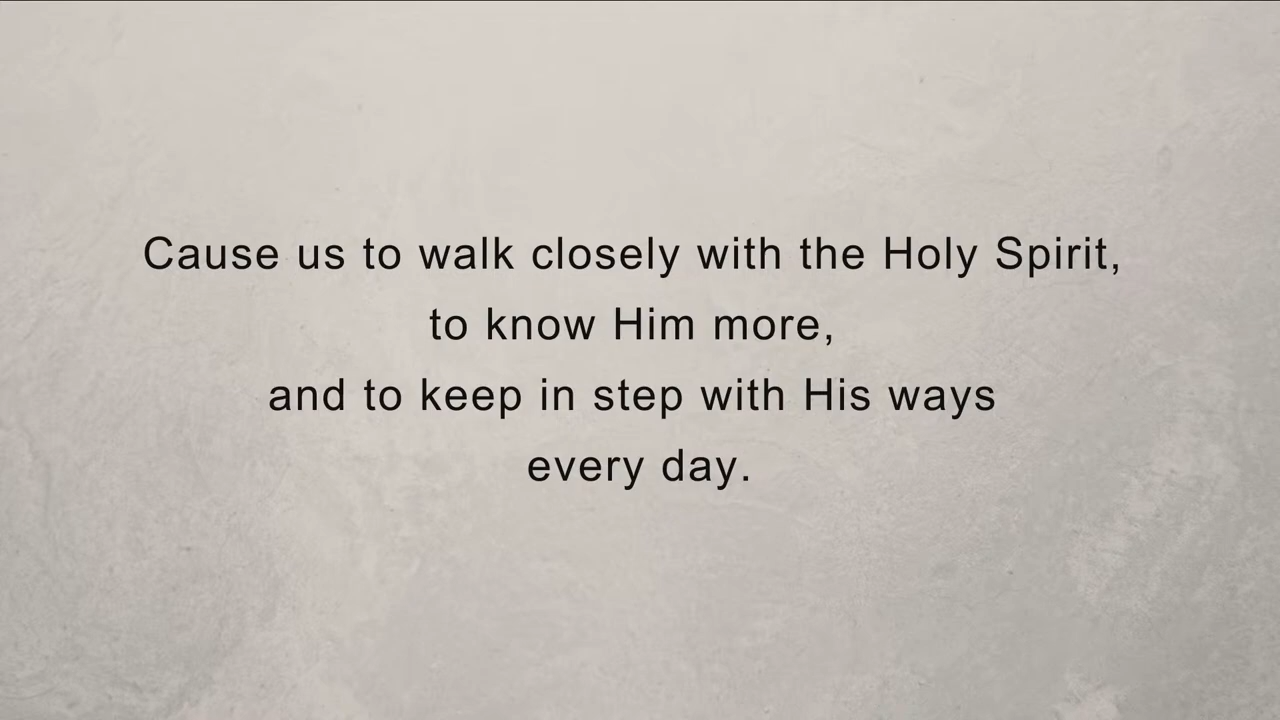 Cause us to walk closely with the Holy Spirit,
to know Him more,
and to keep in step with His ways
every day.